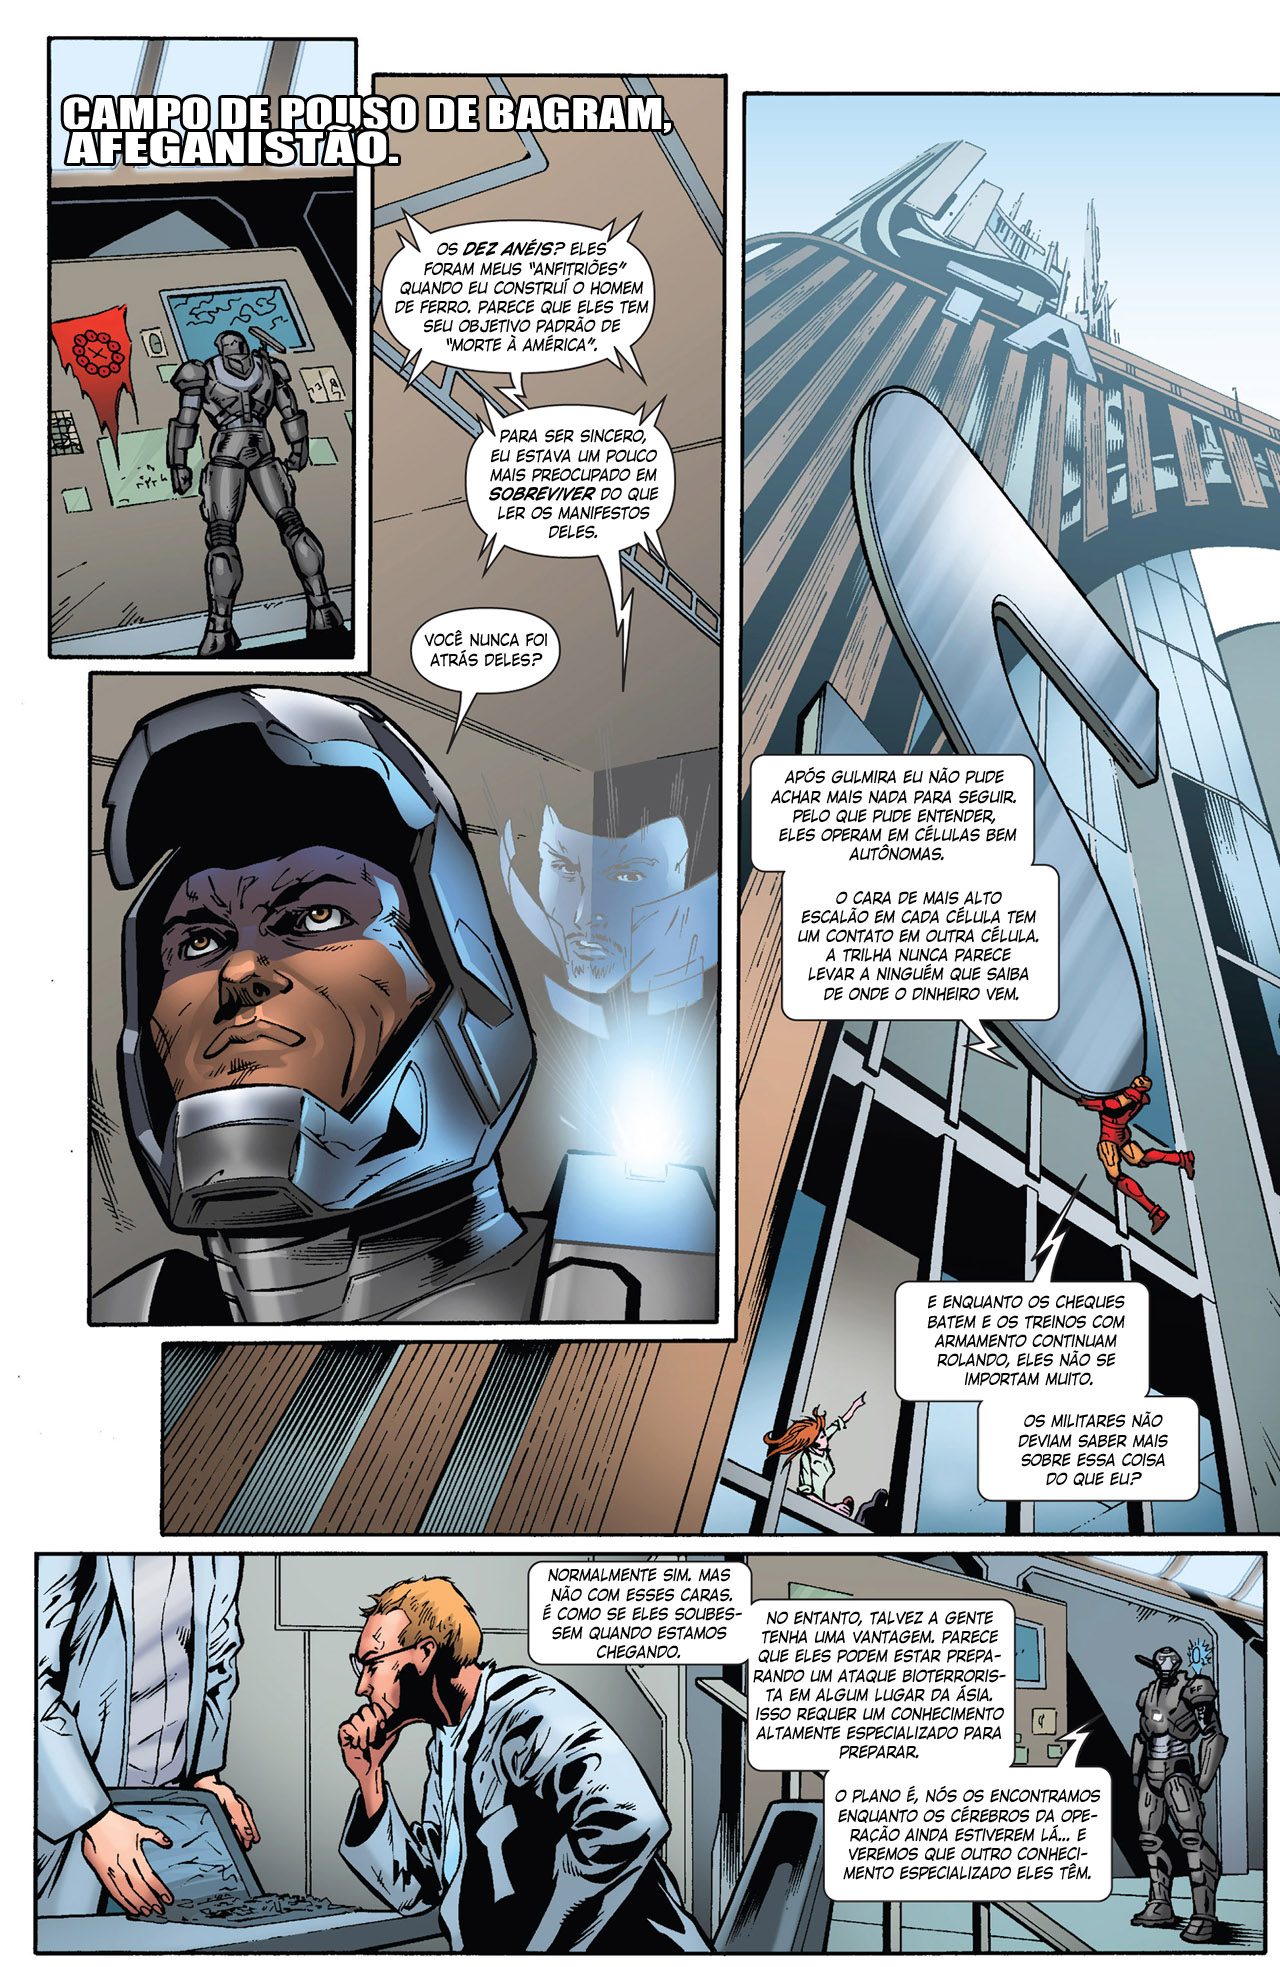 CAMPO DE POUSO DE BAGRAM,
AFEGANISTÃO.
OS DEZ ANÉIS? ELES
FORAM MEUS "ANFITRIÕES"
QUANDO EU CONSTRUÍ O HOMEM
DE FERRO. PARECE QUE ELES TEM
SEU OBJETIVO PADRÃO DE
"MORTE À AMÉRICA".
PARA SER SINCERO,
EU ESTAVA UM POUCO
MAIS PREOCUPADO EM
SOBREVIVER DO QUE
LER OS MANIFESTOS
DELES.
VOCÊ NUNCA FOI
ATRÁS DELES?
APÓS GULMIRA EU NÃO PUDE
ACHAR MAIS NADA PARA SEGUIR.
PELO QUE PUDE ENTENDER,
ELES OPERAM EM CÉLULAS BEM
AUTÔNOMAS.
O CARA DE MAIS ALTO
ESCALÃO EM CADA CÉLULA TEM
UM CONTATO EM OUTRA CÉLULA.
A TRILHA NUNCA PARECE
LEVAR A NINGUÉM QUE SAIBA
DE ONDE O DINHEIRO VEM.
E ENQUANTO OS CHEQUES
BATEM E OS TREINOS COM
ARMAMENTO CONTINUAM
ROLANDO, ELES NÃO SE
IMPORTAM MUITO.
OS MILITARES NÃO
DEVIAM SABER MAIS
SOBRE ESSA COISA
DO QUE EU?
NORMALMENTE SIM. MAS
NÃO COM ESSES CARAS.
É COMO SE ELES SOUBES-
SEM QUANDO ESTAMOS
CHEGANDO.
NO ENTANTO, TALVEZ A GENTE
TENHA UMA VANTAGEM. PARECE
QUE ELES PODEM ESTAR PREPA-
RANDO UM ATAQUE BIOTERRORIS-
TA EM ALGUM LUGAR DA ÁSIA.
ISSO REQUER UM CONHECIMENTO
ALTAMENTE ESPECIALIZADO PARA
PREPARAR.
O PLANO É, NÓS OS ENCONTRAMOS
ENQUANTO OS CÉREBROS DA OPE-
RAÇÃO AINDA ESTIVEREM LÁ... E
VEREMOS QUE OUTRO CONHECI-
MENTO ESPECIALIZADO ELES TÊM.